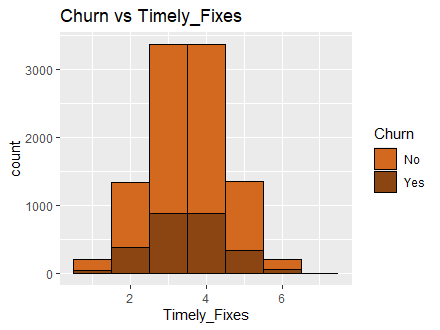 Churn vs Timely_Fixes
3000
2000
1000
0
count
2
4
6
Timely_Fixes
Churn
No
Yes